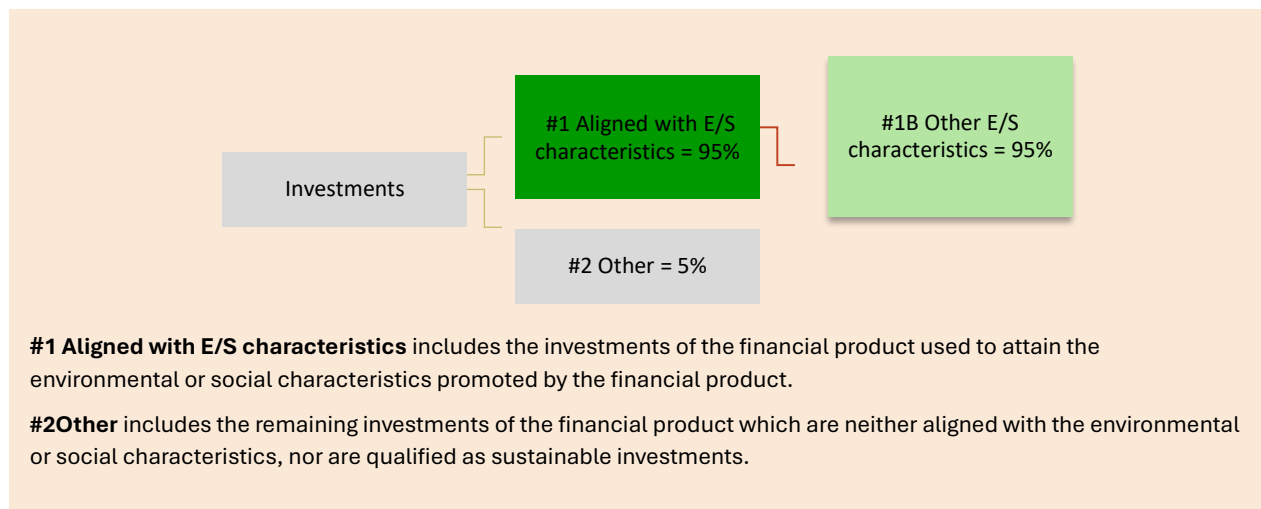 #1 Aligned with E/S
characteristics = 95%
#1B Other E/S
characteristics = 95%
Investments
#2 Other = 5%
#1 Aligned with E/S characteristics includes the investments of the financial product used to attain the
environmental or social characteristics promoted by the financial product.
#2Other includes the remaining investments of the financial product which are neither aligned with the environmental
or social characteristics, nor are qualified as sustainable investments.